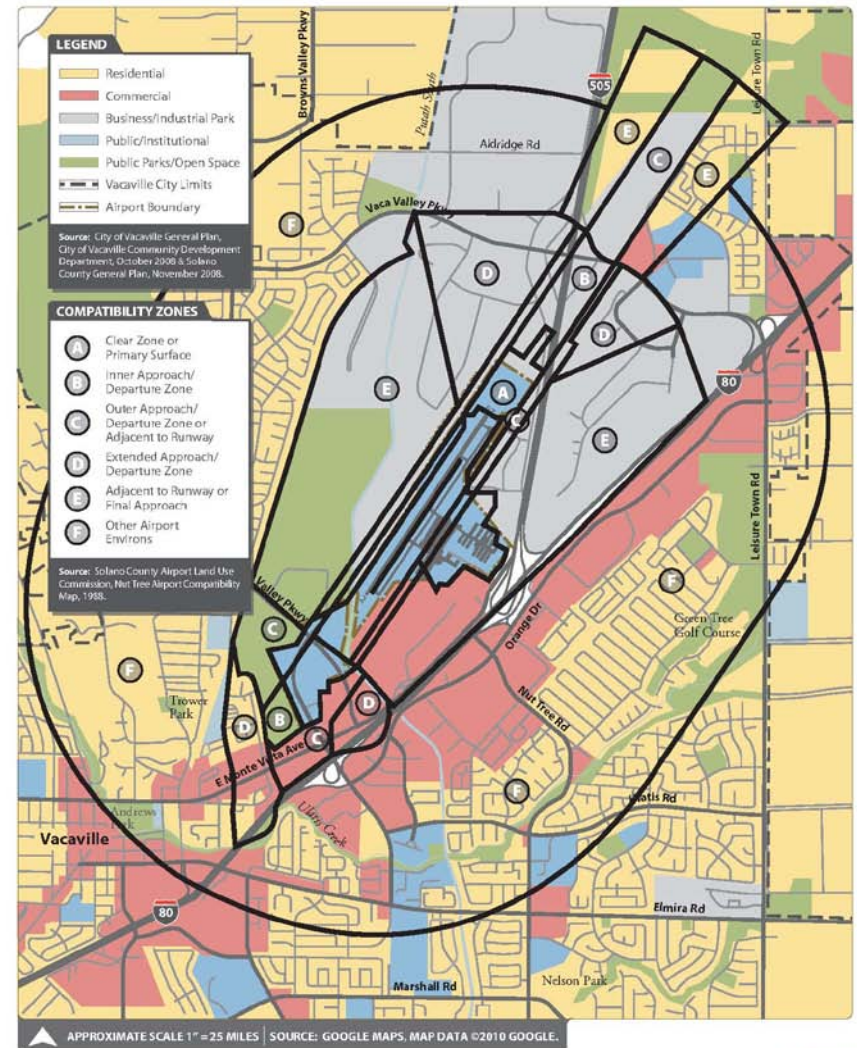 LEGEND
Residential
Commercial
Business/Industrial Park
Public/Institutional
Public Parks/Open Space
Vacaville City Limits
Airport Boundary
Source: City of Vacaville General Plan,
City of Vacaville Community Development
Department, October 2008 & Solano
County General Plan, November 2008.
COMPATIBILITY ZONES
A
Clear Zone or
Primary Surface
B
Inner Approach/
Departure Zone
C
Outer Approach/
Departure Zone or
Adjacent to Runway
D
Extended Approach/
Departure Zone
E
Adjacent to Runway or
Final Approach
F
Other Airport
Environs
Source: Solano County Airport Land Use
Commission, Nut Tree Airport Compatibility
Map, 1988.
Browns Valley Pkwy
Putah South
505
Leisure Town Rd
Aldridge Rd
E
C
E
Vaca Valley Pkwy
F
D
B
D
80
E
A
C
E
Leisure Town Rd
Valley Pkwy
C
F
Orange Dr
Green Tree
Golf Course
F
Trower
Park
D
B
D
C
Nut Tree Rd
E Monte Vista Ave
F
Andrews
Park
Ulatis Creek
Ulatis Rd
Vacaville
80
Elmira Rd
Marshall Rd
Nelson Park
APPROXIMATE SCALE 1" = 25 MILES | SOURCE: GOOGLE MAPS, MAP DATA ©2010 GOOGLE.